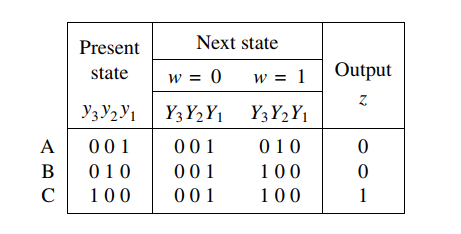 Present state Next state Output
w = 0 w = 1
y3y2y1 Y3Y2Y1 Y3Y2Y1 z
A 001 001 010 0
B 010 001 100 0
C 100 001 100 1